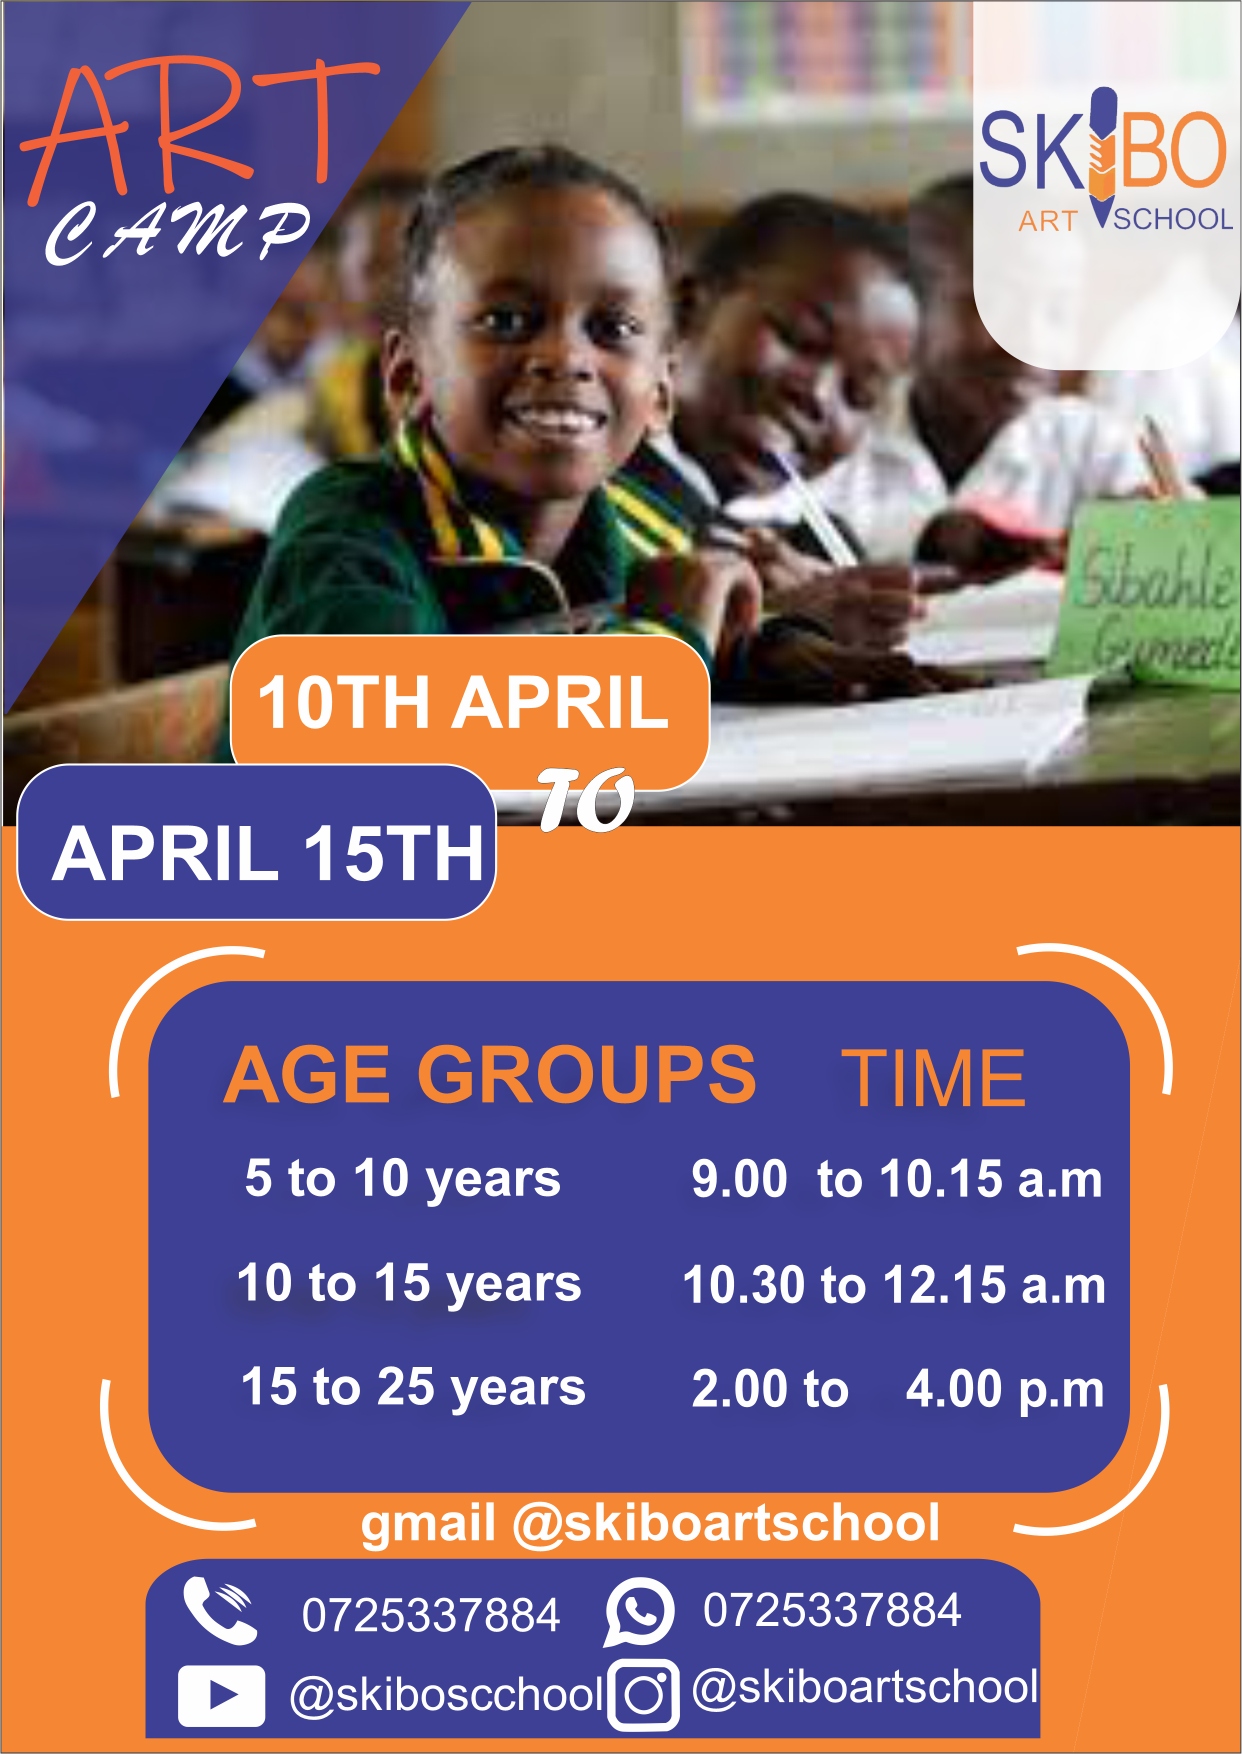 ART
CAMP
SKIBO
ART SCHOOL
Sibahle
Gumede
10TH APRIL
TO
APRIL 15TH
AGE GROUPS TIME
5 to 10 years 9.00 to 10.15 a.m
10 to 15 years 10.30 to 12.15 a.m
15 to 25 years 2.00 to 4.00 p.m
gmail @skiboartschool
0725337884 0725337884
@skiboscchool @skiboartschool